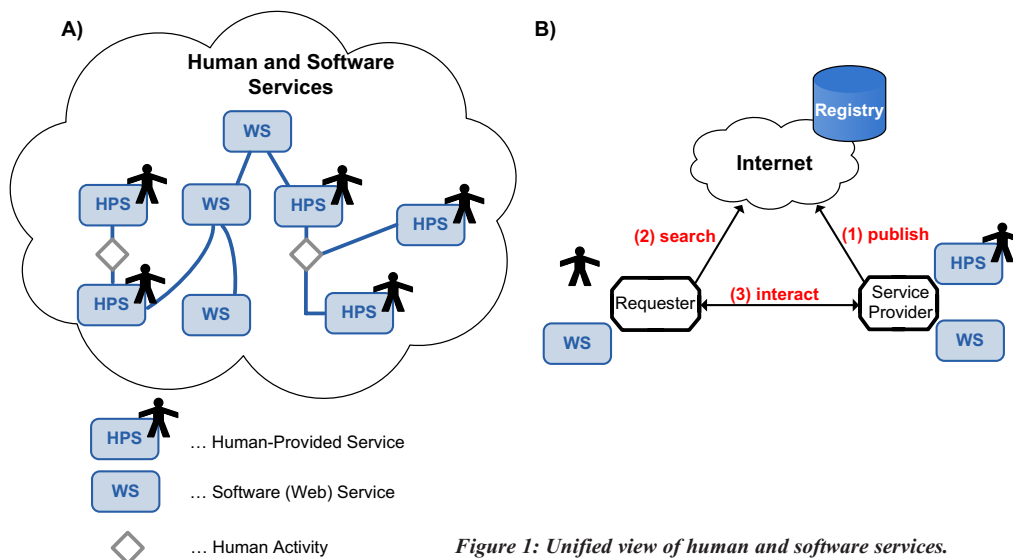 A)
Human and Software
Services
WS
HPS
WS
HPS
HPS
HPS
WS
HPS
HPS
… Human-Provided Service
WS
… Software (Web) Service
… Human Activity
B)
Registry
Internet
(2) search
(1) publish
HPS
Requester
(3) interact
Service
Provider
WS
WS
Figure 1: Unified view of human and software services.